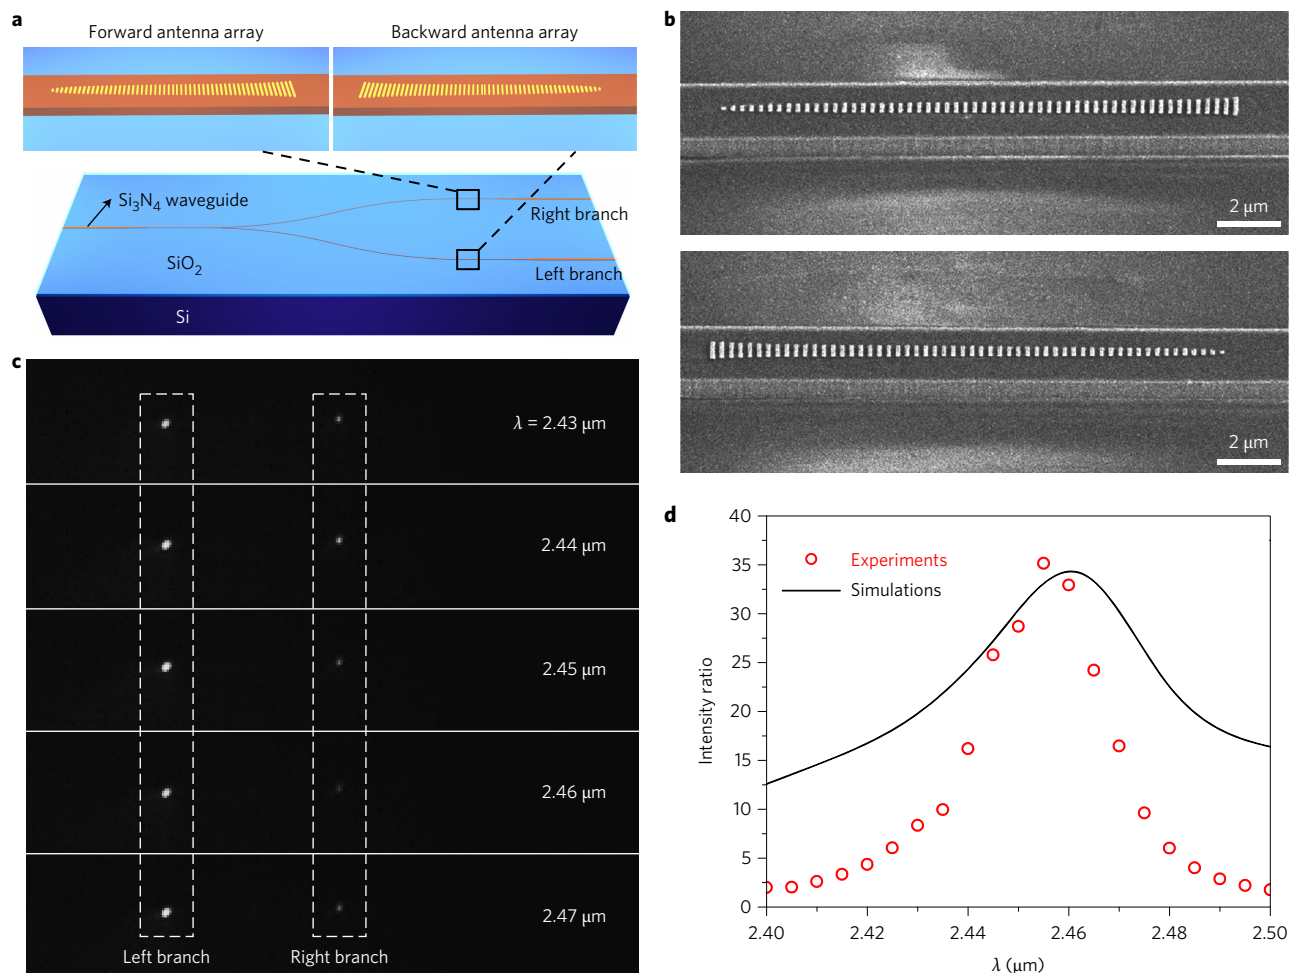 a
Forward antenna array
Backward antenna array
Si3N4 waveguide
Right branch
SiO2
Left branch
Si
b
2 μm
2 μm
c
λ = 2.43 μm
2.44 μm
2.45 μm
2.46 μm
2.47 μm
Left branch
Right branch
d
40
35
30
25
20
15
10
5
0
Intensity ratio
Experiments
Simulations
2.40
2.42
2.44
2.46
2.48
2.50
λ (μm)